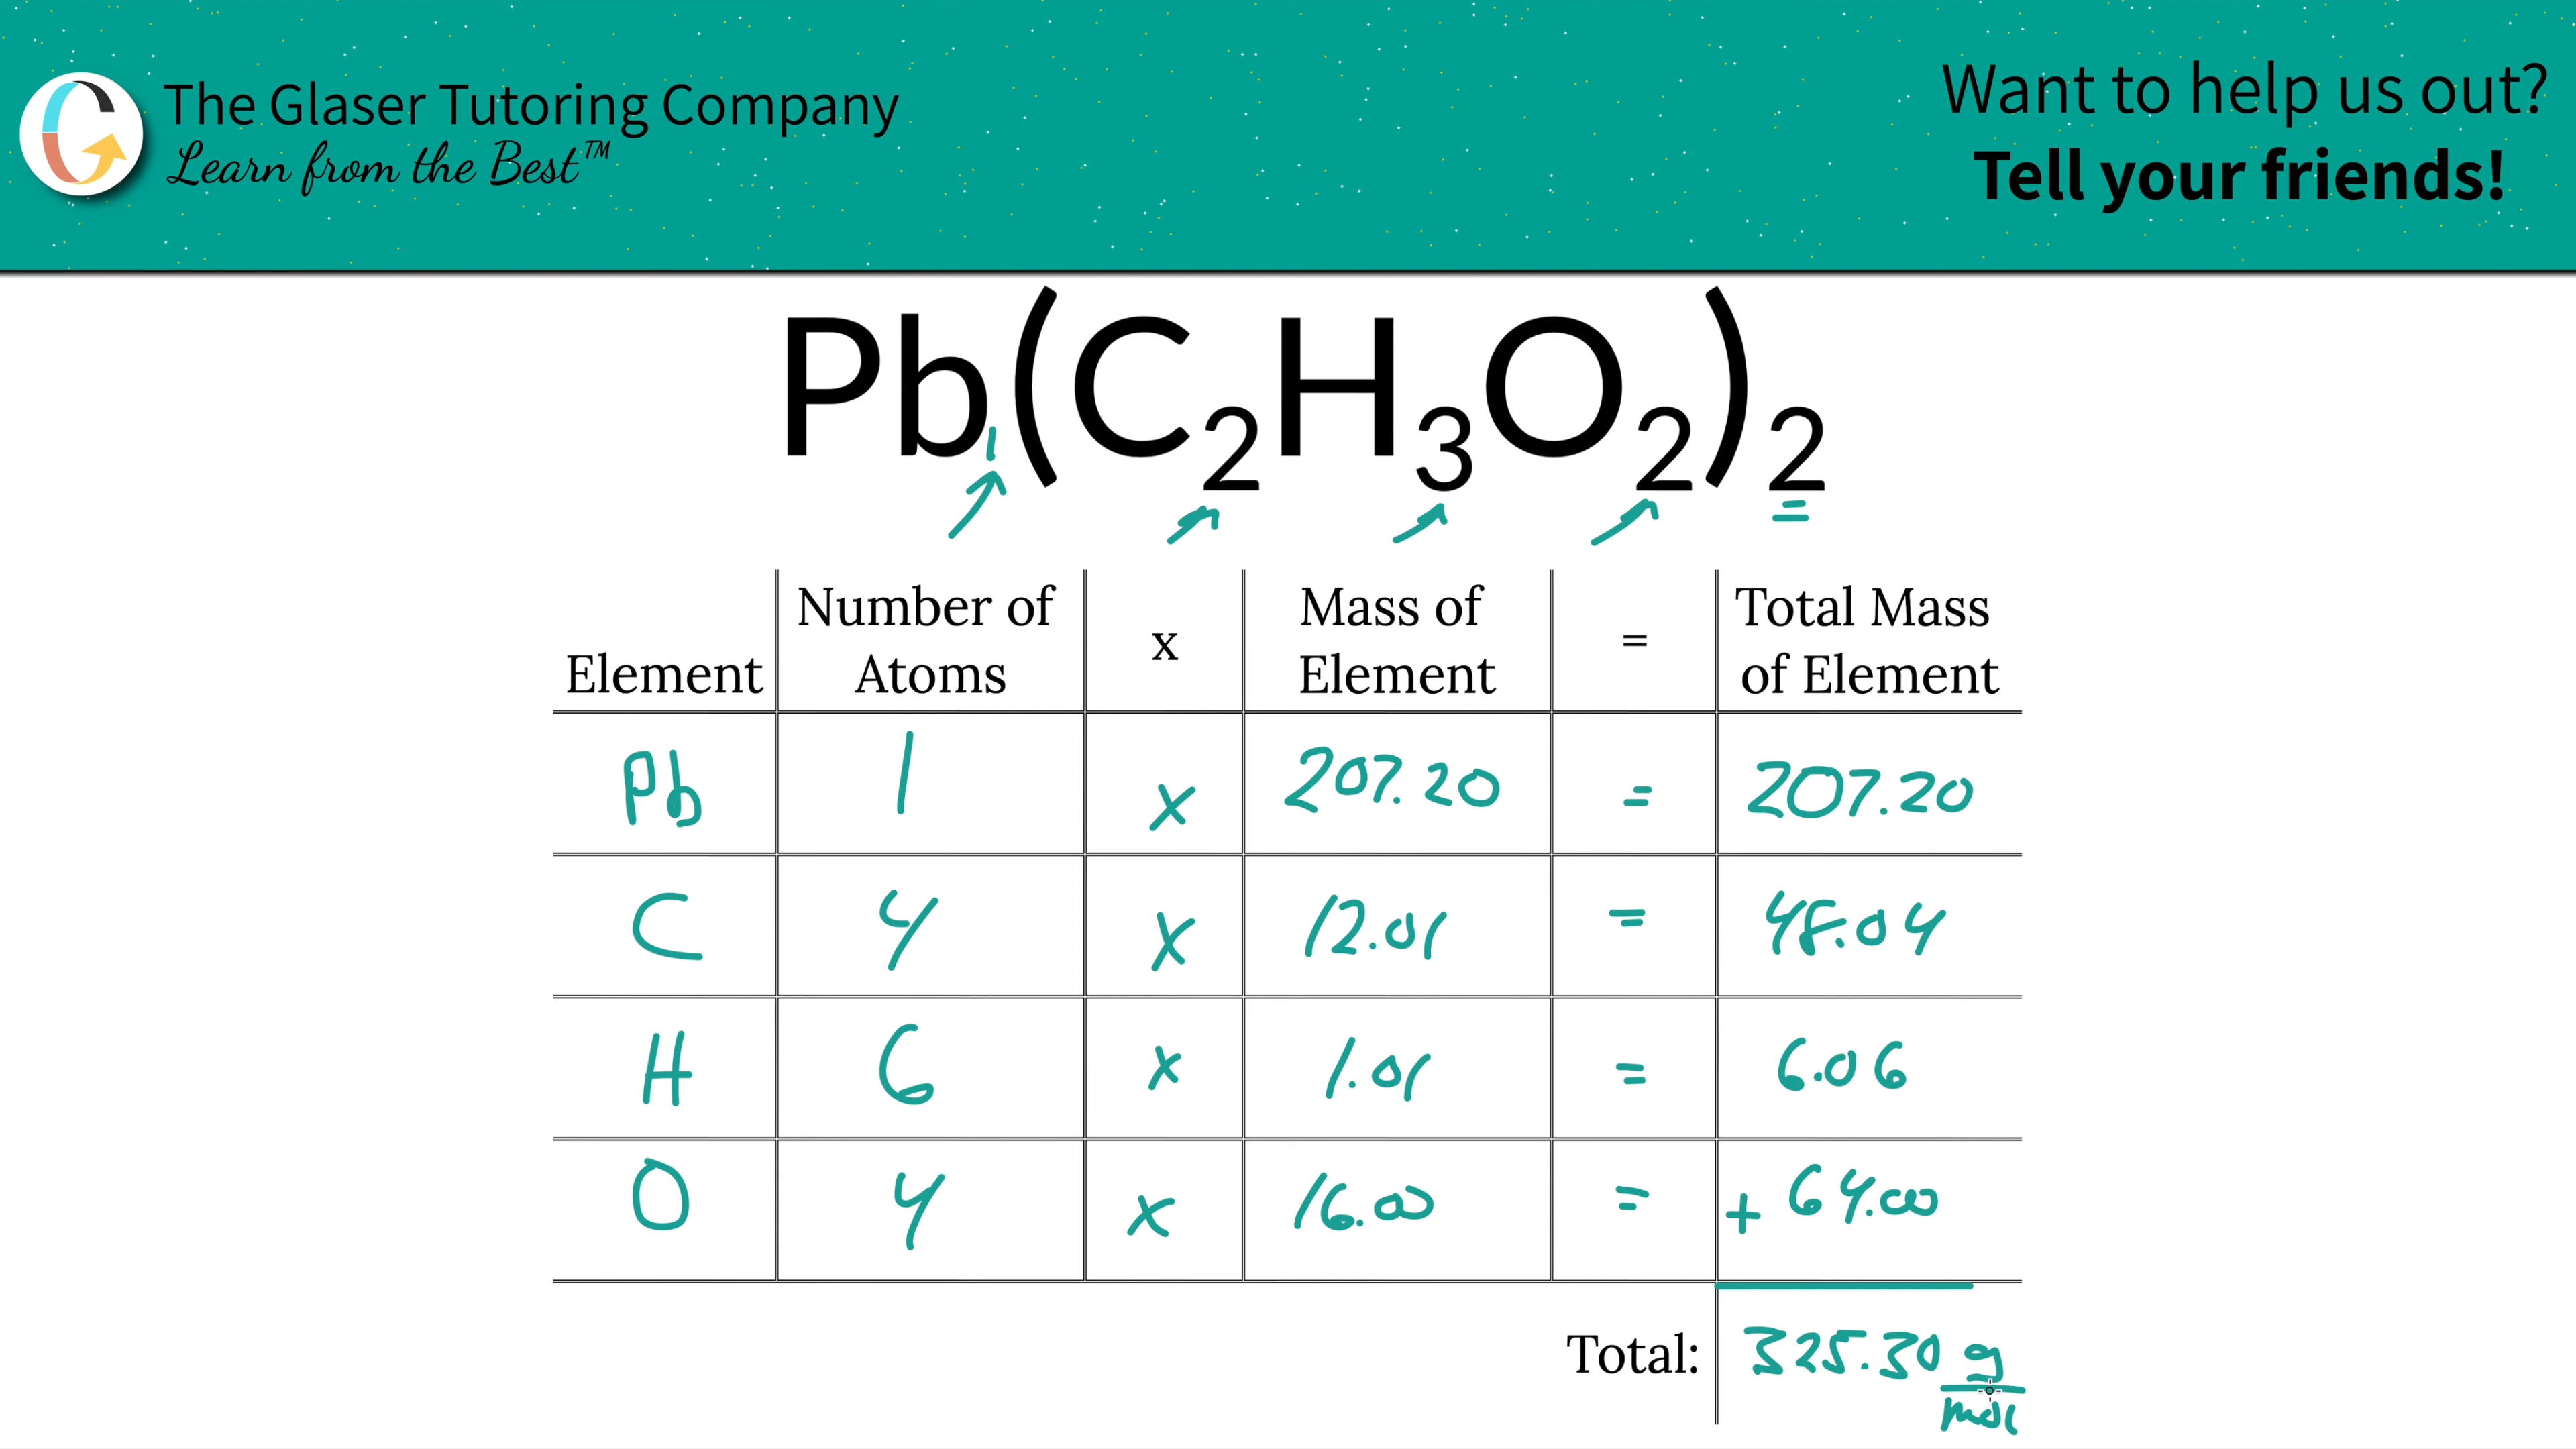 The Glaser Tutoring Company
Learn from the Best™
Want to help us out?
Tell your friends!
Pb₁(C₂H₃O₂)₂
Element | Number of Atoms | x | Mass of Element | = | Total Mass of Element
Pb | 1 | x | 207.20 | = | 207.20
C | 4 | x | 12.01 | = | 48.04
H | 6 | x | 1.01 | = | 6.06
O | 4 | x | 16.00 | = | + 64.00
Total: 325.30 g/mol